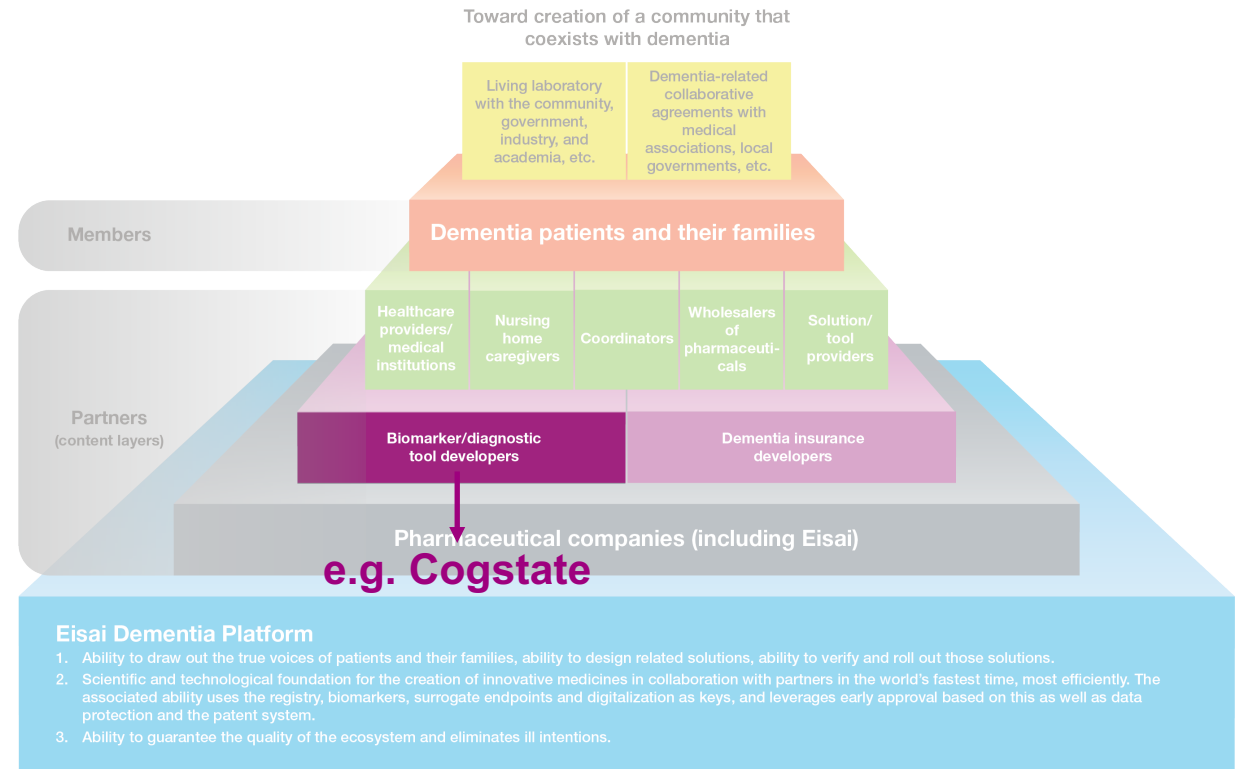 Toward creation of a community that
coexists with dementia
Living laboratory
with the community,
government,
industry, and
academia, etc.
Dementia-related
collaborative
agreements with
medical
associations, local
governments, etc.
Members
Dementia patients and their families
Healthcare
providers/
medical
institutions
Nursing
home
caregivers
Coordinators
Wholesalers
of
pharmaceuti-
cals
Solution/
tool
providers
Partners
(content layers)
Biomarker/diagnostic
tool developers
Dementia insurance
developers
Pharmaceutical companies (including Eisai)
e.g. Cogstate
Eisai Dementia Platform
1. Ability to draw out the true voices of patients and their families, ability to design related solutions, ability to verify and roll out those solutions.
2. Scientific and technological foundation for the creation of innovative medicines in collaboration with partners in the world's fastest time, most efficiently. The
associated ability uses the registry, biomarkers, surrogate endpoints and digitalization as keys, and leverages early approval based on this as well as data
protection and the patent system.
3. Ability to guarantee the quality of the ecosystem and eliminates ill intentions.